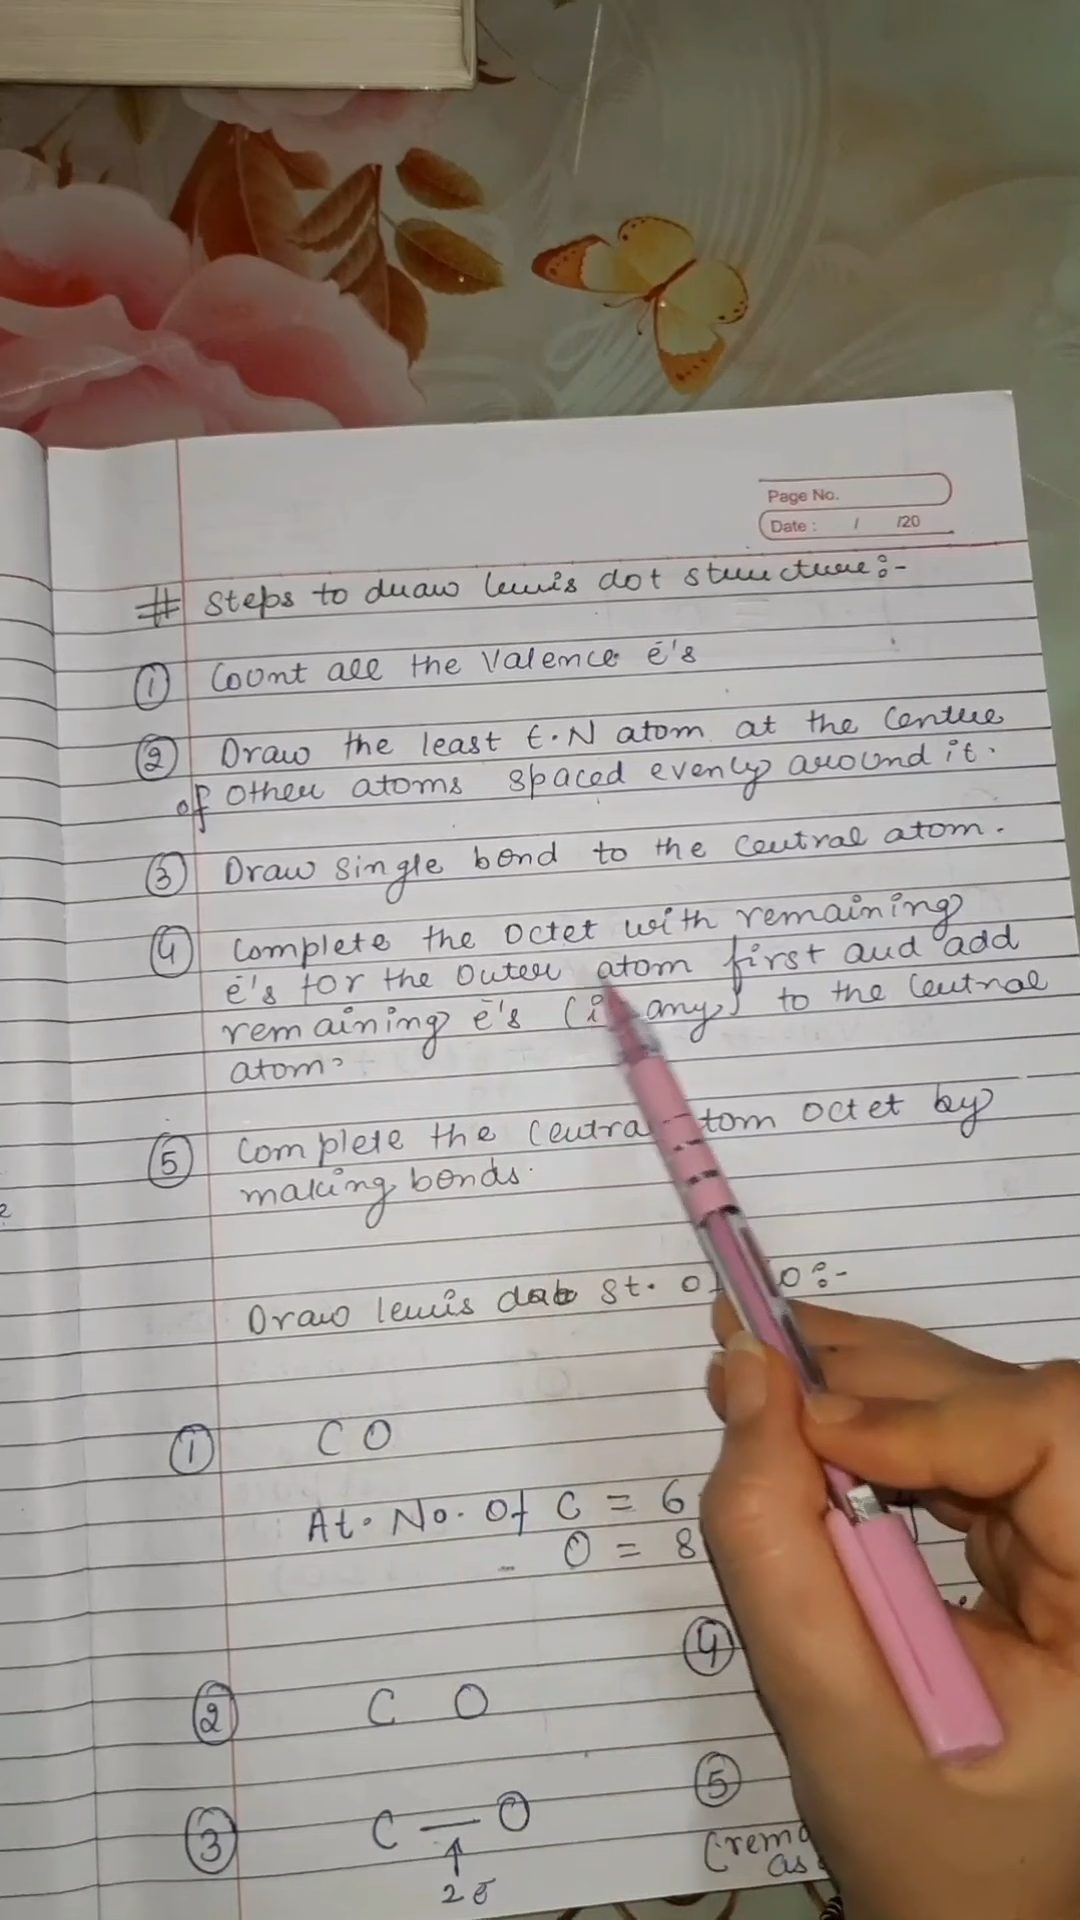 Page No.
Date : / /20
# Steps to draw lewis dot structure :-
① Count all the Valence ē's
② Draw the least E.N atom at the centre
of other atoms spaced evenly around it.
③ Draw single bond to the central atom.
④ Complete the octet with remaining
ē's for the outer atom first and add
remaining ē's (if any) to the central
atom.
⑤ Complete the central atom octet by
making bonds.
Draw lewis dot st. of CO :-
① C O
At. No. of C = 6
O = 8
④
② C O
⑤
③ C — O
↑
2ē